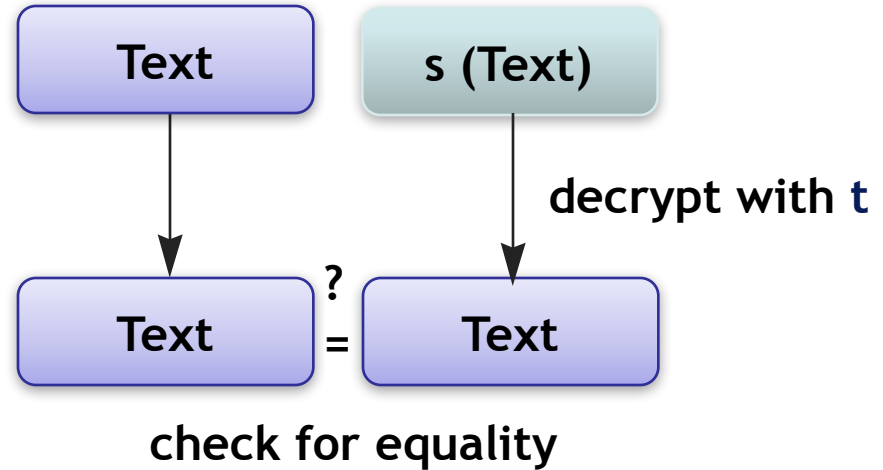 Text
s (Text)
decrypt with t
Text
?
=
Text
check for equality